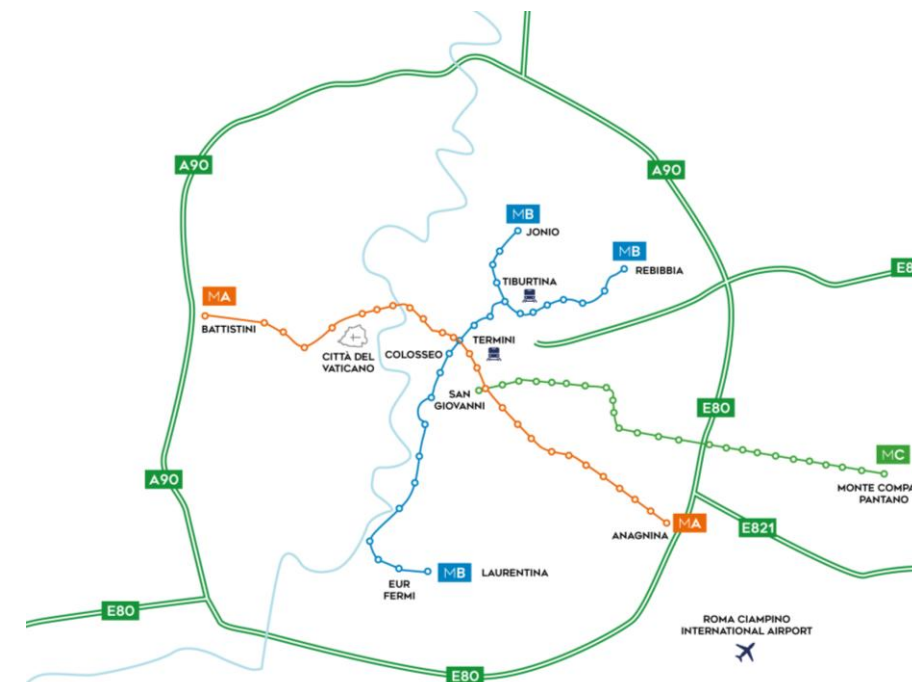 A90
A90
MB
JONIO
MB
REBIBBIA
TIBURTINA
E8
MA
BATTISTINI
CITTÀ DEL
VATICANO
COLOSSEO
TERMINI
SAN
GIOVANNI
E80
MC
MONTE COMPA
PANTANO
A90
ANAGNINA
MA
E821
EUR
FERMI
MB
LAURENTINA
E80
ROMA CIAMPINO
INTERNATIONAL AIRPORT
E80